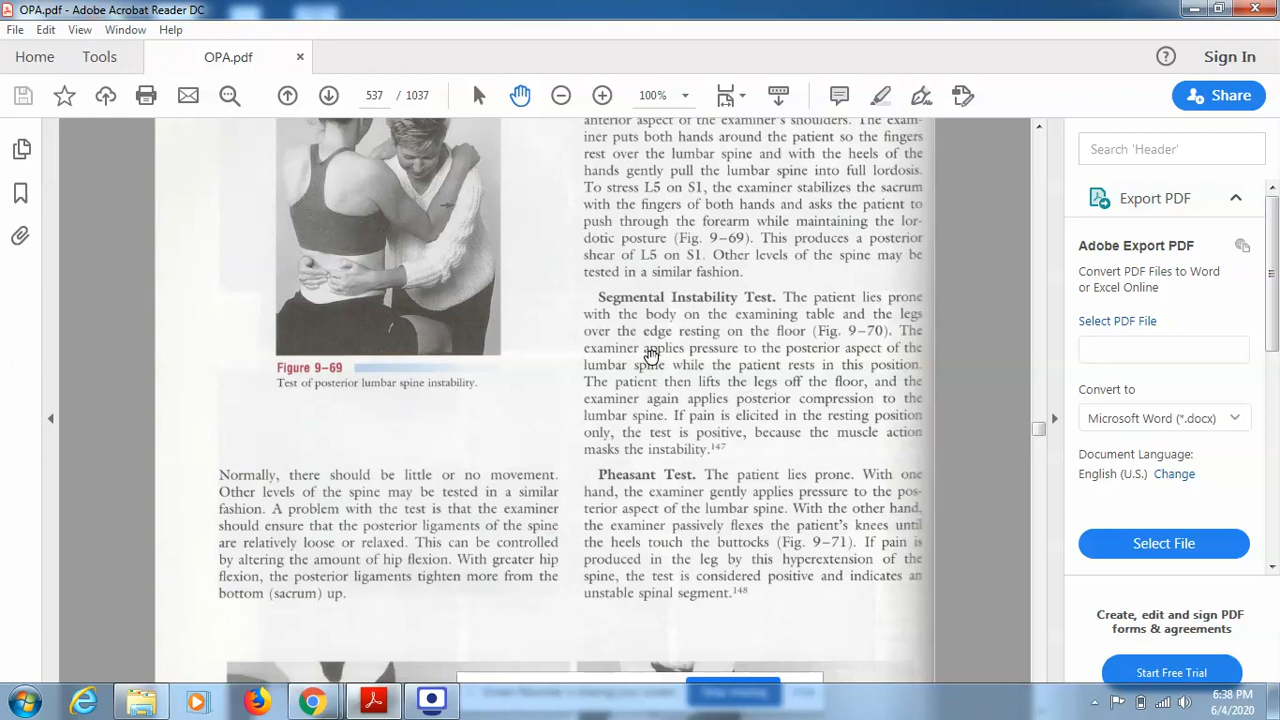 OPA.pdf - Adobe Acrobat Reader DC
File Edit View Window Help
Home Tools OPA.pdf × ? Sign In
537 / 1037 100% Share
anterior aspect of the examiner's shoulders. The exam-
iner puts both hands around the patient so the fingers
rest over the lumbar spine and with the heels of the
hands gently pull the lumbar spine into full lordosis.
To stress L5 on S1, the examiner stabilizes the sacrum
with the fingers of both hands and asks the patient to
push through the forearm while maintaining the lor-
dotic posture (Fig. 9–69). This produces a posterior
shear of L5 on S1. Other levels of the spine may be
tested in a similar fashion.
Segmental Instability Test. The patient lies prone
with the body on the examining table and the legs
over the edge resting on the floor (Fig. 9–70). The
examiner applies pressure to the posterior aspect of the
lumbar spine while the patient rests in this position.
The patient then lifts the legs off the floor, and the
examiner again applies posterior compression to the
lumbar spine. If pain is elicited in the resting position
only, the test is positive, because the muscle action
masks the instability.147
Pheasant Test. The patient lies prone. With one
hand, the examiner gently applies pressure to the pos-
terior aspect of the lumbar spine. With the other hand,
the examiner passively flexes the patient's knees until
the heels touch the buttocks (Fig. 9–71). If pain is
produced in the leg by this hyperextension of the
spine, the test is considered positive and indicates an
unstable spinal segment.148
Figure 9–69
Test of posterior lumbar spine instability.
Normally, there should be little or no movement.
Other levels of the spine may be tested in a similar
fashion. A problem with the test is that the examiner
should ensure that the posterior ligaments of the spine
are relatively loose or relaxed. This can be controlled
by altering the amount of hip flexion. With greater hip
flexion, the posterior ligaments tighten more from the
bottom (sacrum) up.
Search 'Header'
Export PDF
Adobe Export PDF
Convert PDF Files to Word
or Excel Online
Select PDF File
Convert to
Microsoft Word (*.docx)
Document Language:
English (U.S.) Change
Select File
Create, edit and sign PDF
forms & agreements
Start Free Trial
6:38 PM
6/4/2020